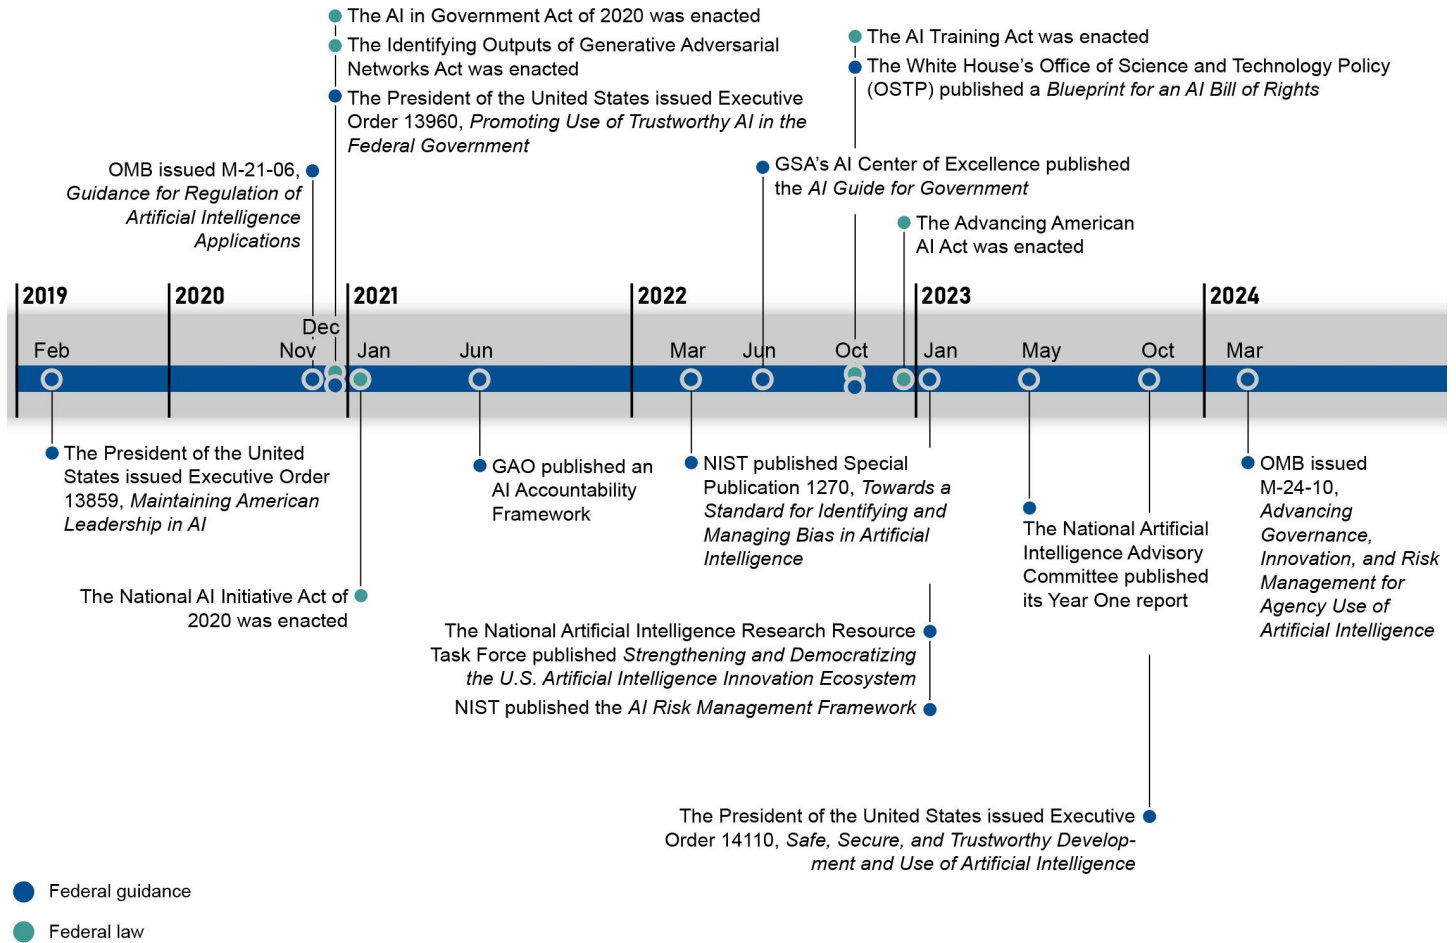 The AI in Government Act of 2020 was enacted
The Identifying Outputs of Generative Adversarial
Networks Act was enacted
The President of the United States issued Executive
Order 13960, Promoting Use of Trustworthy AI in the
Federal Government
OMB issued M-21-06,
Guidance for Regulation of
Artificial Intelligence
Applications
The AI Training Act was enacted
The White House’s Office of Science and Technology Policy
(OSTP) published a Blueprint for an AI Bill of Rights
GSA’s AI Center of Excellence published
the AI Guide for Government
The Advancing American
AI Act was enacted
2019
2020
2021
2022
2023
2024
Feb
Nov
Dec
Jan
Jun
Mar
Jun
Oct
Jan
May
Oct
Mar
The President of the United
States issued Executive Order
13859, Maintaining American
Leadership in AI
The National AI Initiative Act of
2020 was enacted
GAO published an
AI Accountability
Framework
NIST published Special
Publication 1270, Towards a
Standard for Identifying and
Managing Bias in Artificial
Intelligence
The National Artificial Intelligence Research Resource
Task Force published Strengthening and Democratizing
the U.S. Artificial Intelligence Innovation Ecosystem
NIST published the AI Risk Management Framework
The National Artificial
Intelligence Advisory
Committee published
its Year One report
The President of the United States issued Executive
Order 14110, Safe, Secure, and Trustworthy Develop-
ment and Use of Artificial Intelligence
OMB issued
M-24-10,
Advancing
Governance,
Innovation, and Risk
Management for
Agency Use of
Artificial Intelligence
Federal guidance
Federal law